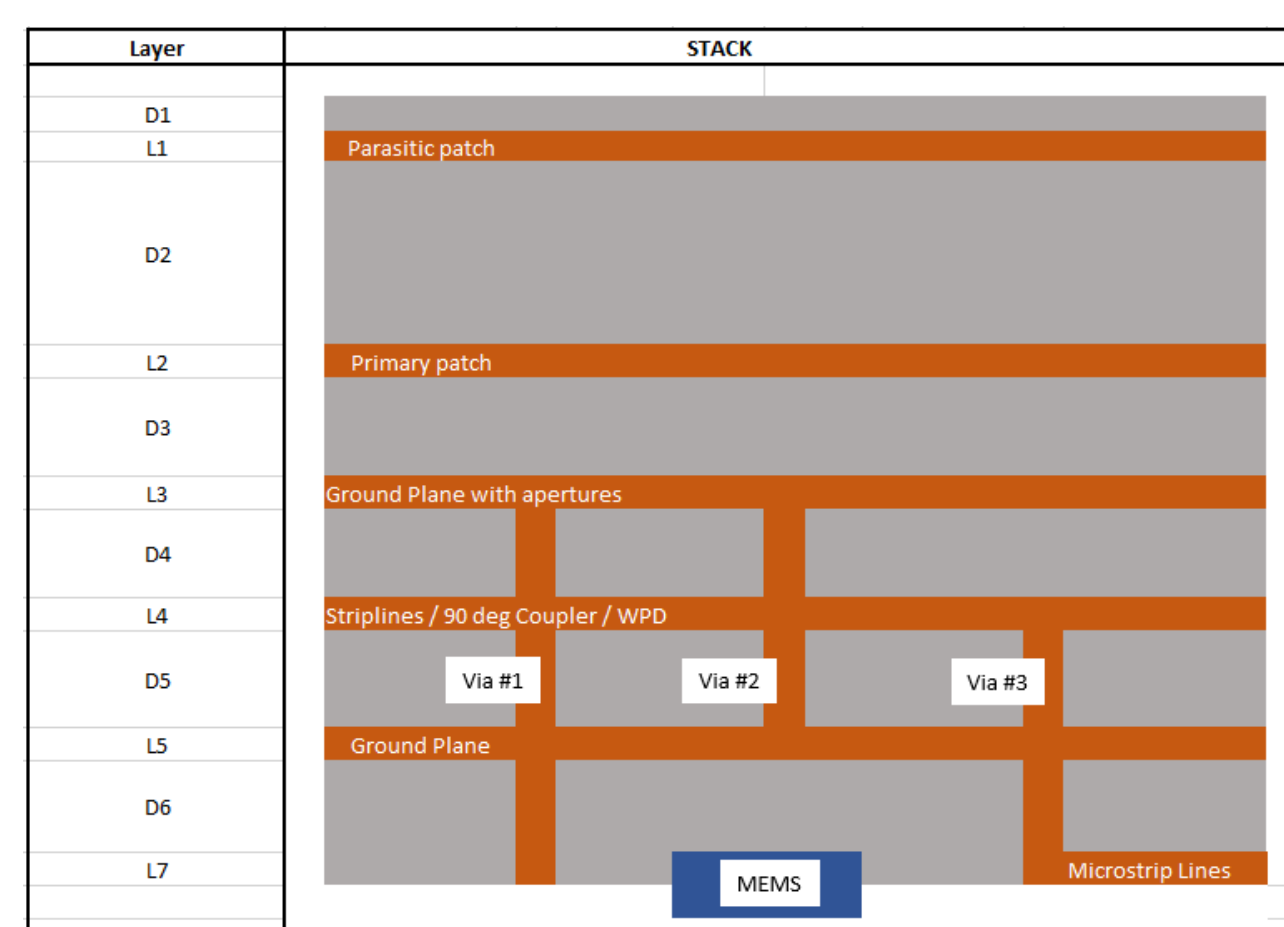 Layer STACK
D1
L1 Parasitic patch
D2
L2 Primary patch
D3
L3 Ground Plane with apertures
D4
L4 Striplines / 90 deg Coupler / WPD
D5 Via #1 Via #2 Via #3
L5 Ground Plane
D6
L7 Microstrip Lines
MEMS